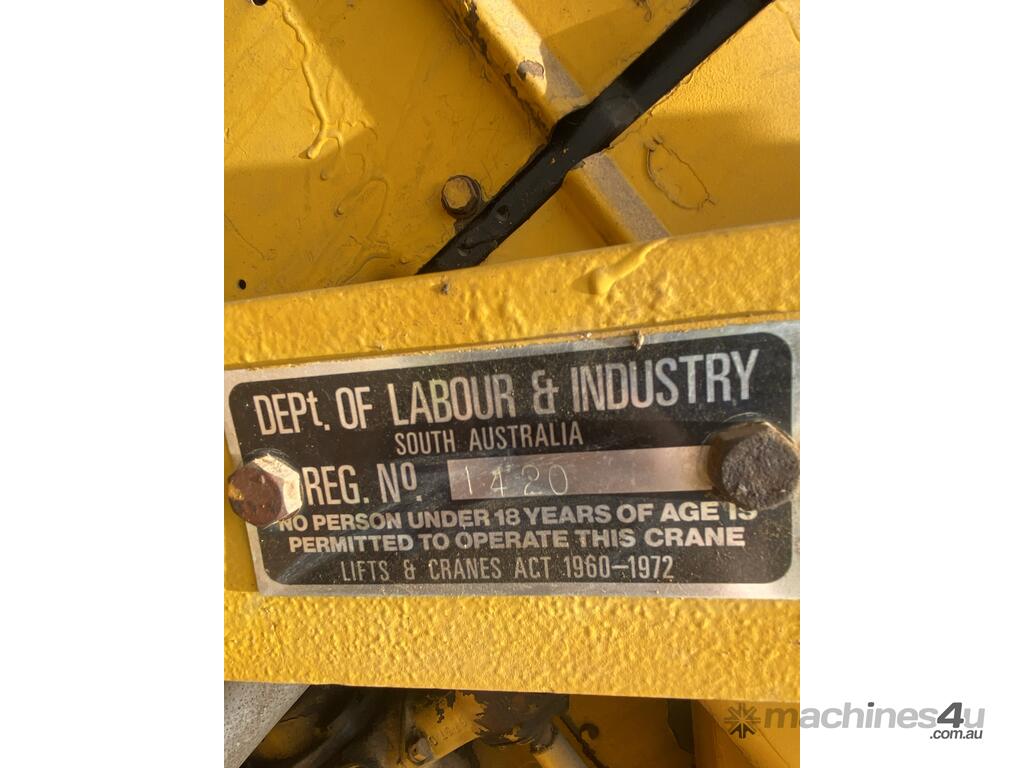 DEPt. OF LABOUR & INDUSTRY
SOUTH AUSTRALIA
REG. Nº. 1420
NO PERSON UNDER 18 YEARS OF AGE IS
PERMITTED TO OPERATE THIS CRANE
LIFTS & CRANES ACT 1960–1972
machines4u
.com.au